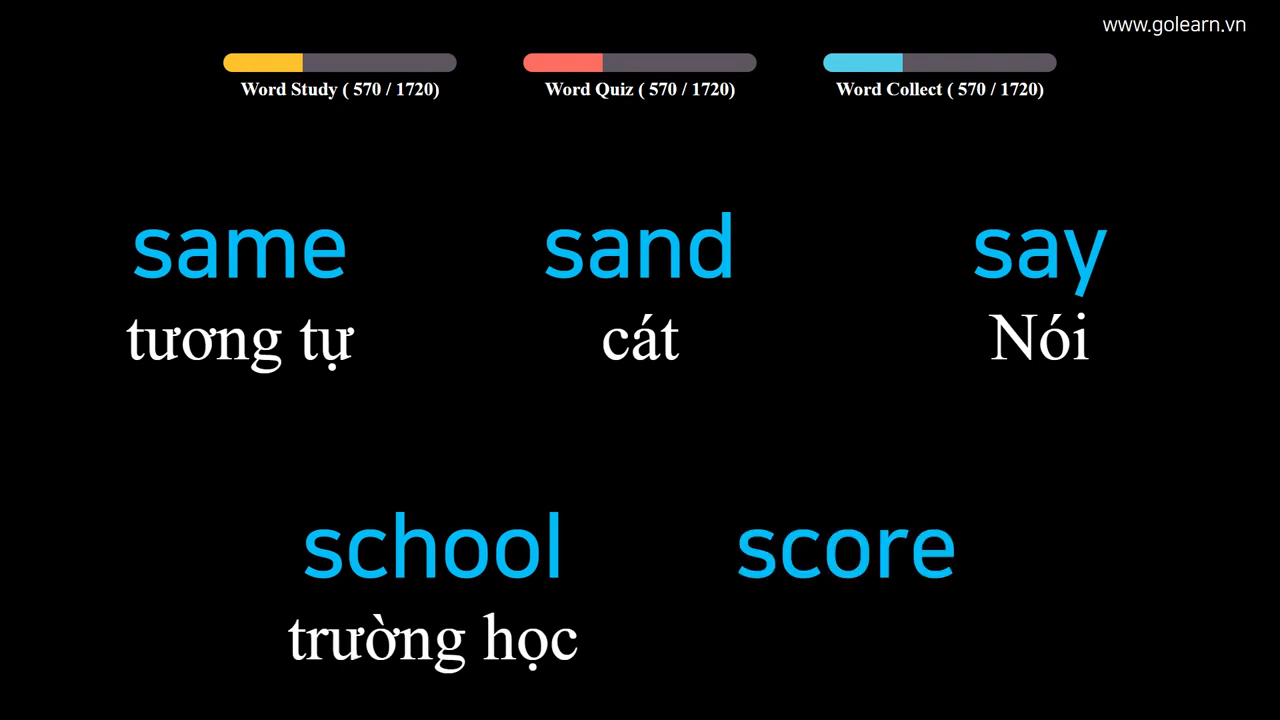 www.golearn.vn
Word Study ( 570 / 1720)
Word Quiz ( 570 / 1720)
Word Collect ( 570 / 1720)
same
sand
say
tương tự
cát
Nói
school
score
trường học